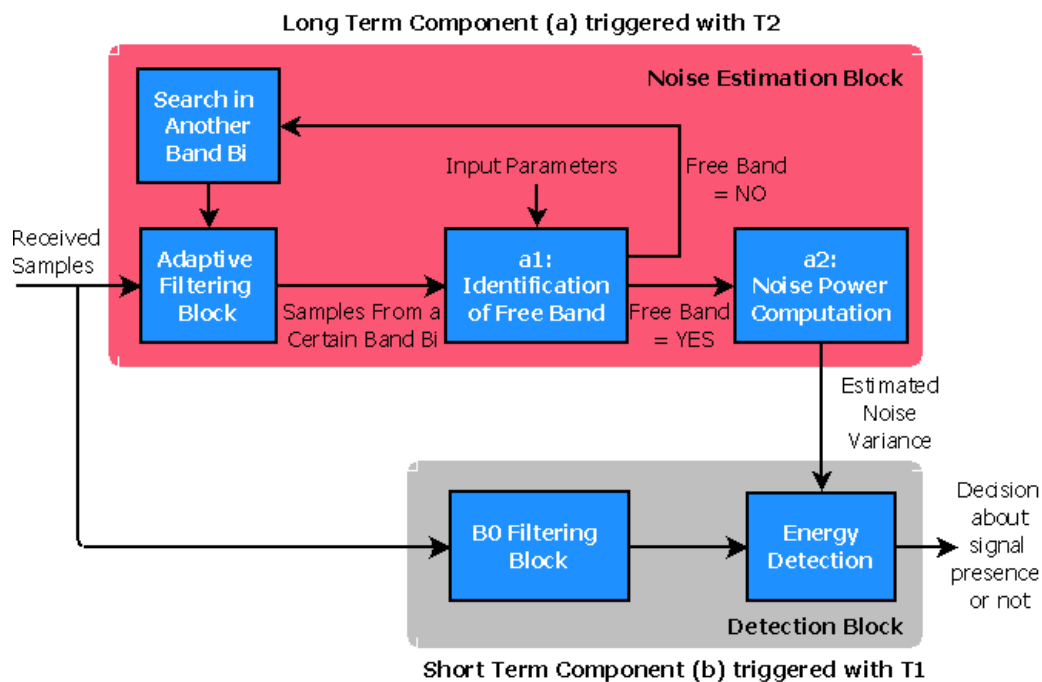 Long Term Component (a) triggered with T2
Noise Estimation Block
Search in
Another
Band Bi
Input Parameters
Free Band
= NO
Received
Samples
Adaptive
Filtering
Block
Samples From a
Certain Band Bi
a1:
Identification
of Free Band
Free Band
= YES
a2:
Noise Power
Computation
Estimated
Noise
Variance
B0 Filtering
Block
Energy
Detection
Decision
about
signal
presence
or not
Detection Block
Short Term Component (b) triggered with T1